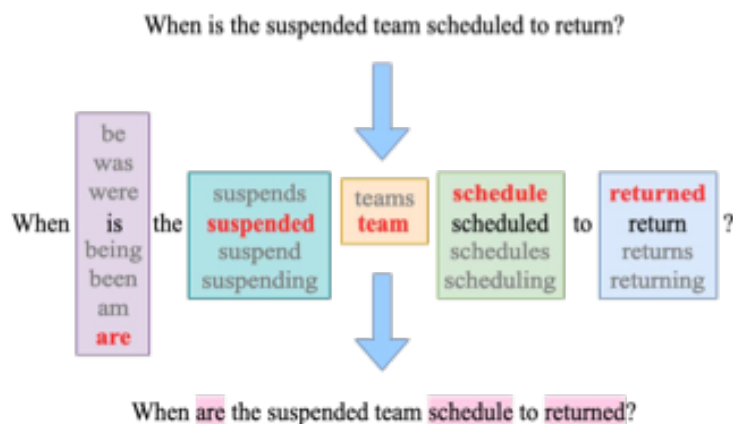 When is the suspended team scheduled to return?
When
be
was
were
is
being
been
am
are
the
suspends
suspended
suspend
suspending
teams
team
schedule
scheduled
schedules
scheduling
to
returned
return
returns
returning
?
When are the suspended team schedule to returned?